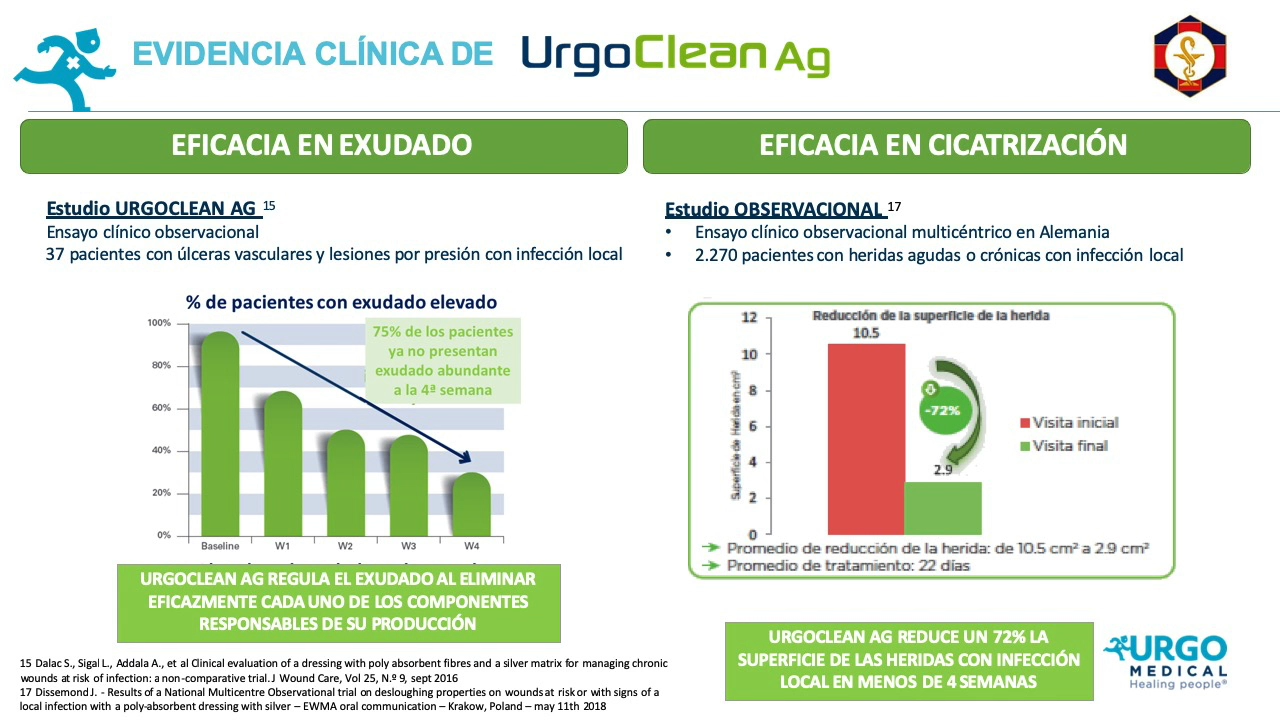 EVIDENCIA CLÍNICA DE UrgoClean Ag
EFICACIA EN EXUDADO
Estudio URGOCLEAN AG 15
Ensayo clínico observacional
37 pacientes con úlceras vasculares y lesiones por presión con infección local
% de pacientes con exudado elevado
75% de los pacientes
ya no presentan
exudado abundante
a la 4ª semana
100%
80%
60%
40%
20%
0%
Baseline W1 W2 W3 W4
URGOCLEAN AG REGULA EL EXUDADO AL ELIMINAR
EFICAZMENTE CADA UNO DE LOS COMPONENTES
RESPONSABLES DE SU PRODUCCIÓN
EFICACIA EN CICATRIZACIÓN
Estudio OBSERVACIONAL 17
• Ensayo clínico observacional multicéntrico en Alemania
• 2.270 pacientes con heridas agudas o crónicas con infección local
Reducción de la superficie de la herida
Superficie de Herida en cm²
12
10
8
6
4
2
0
10.5
-72%
2.9
Visita inicial
Visita final
Promedio de reducción de la herida: de 10.5 cm² a 2.9 cm²
Promedio de tratamiento: 22 días
URGOCLEAN AG REDUCE UN 72% LA
SUPERFICIE DE LAS HERIDAS CON INFECCIÓN
LOCAL EN MENOS DE 4 SEMANAS
URGO
MEDICAL
Healing people®
15 Dalac S., Sigal L., Addala A., et al Clinical evaluation of a dressing with poly absorbent fibres and a silver matrix for managing chronic
wounds at risk of infection: a non-comparative trial. J Wound Care, Vol 25, N.º 9, sept 2016
17 Dissemond J. - Results of a National Multicentre Observational trial on desloughing properties on wounds at risk or with signs of a
local infection with a poly-absorbent dressing with silver – EWMA oral communication – Krakow, Poland – may 11th 2018